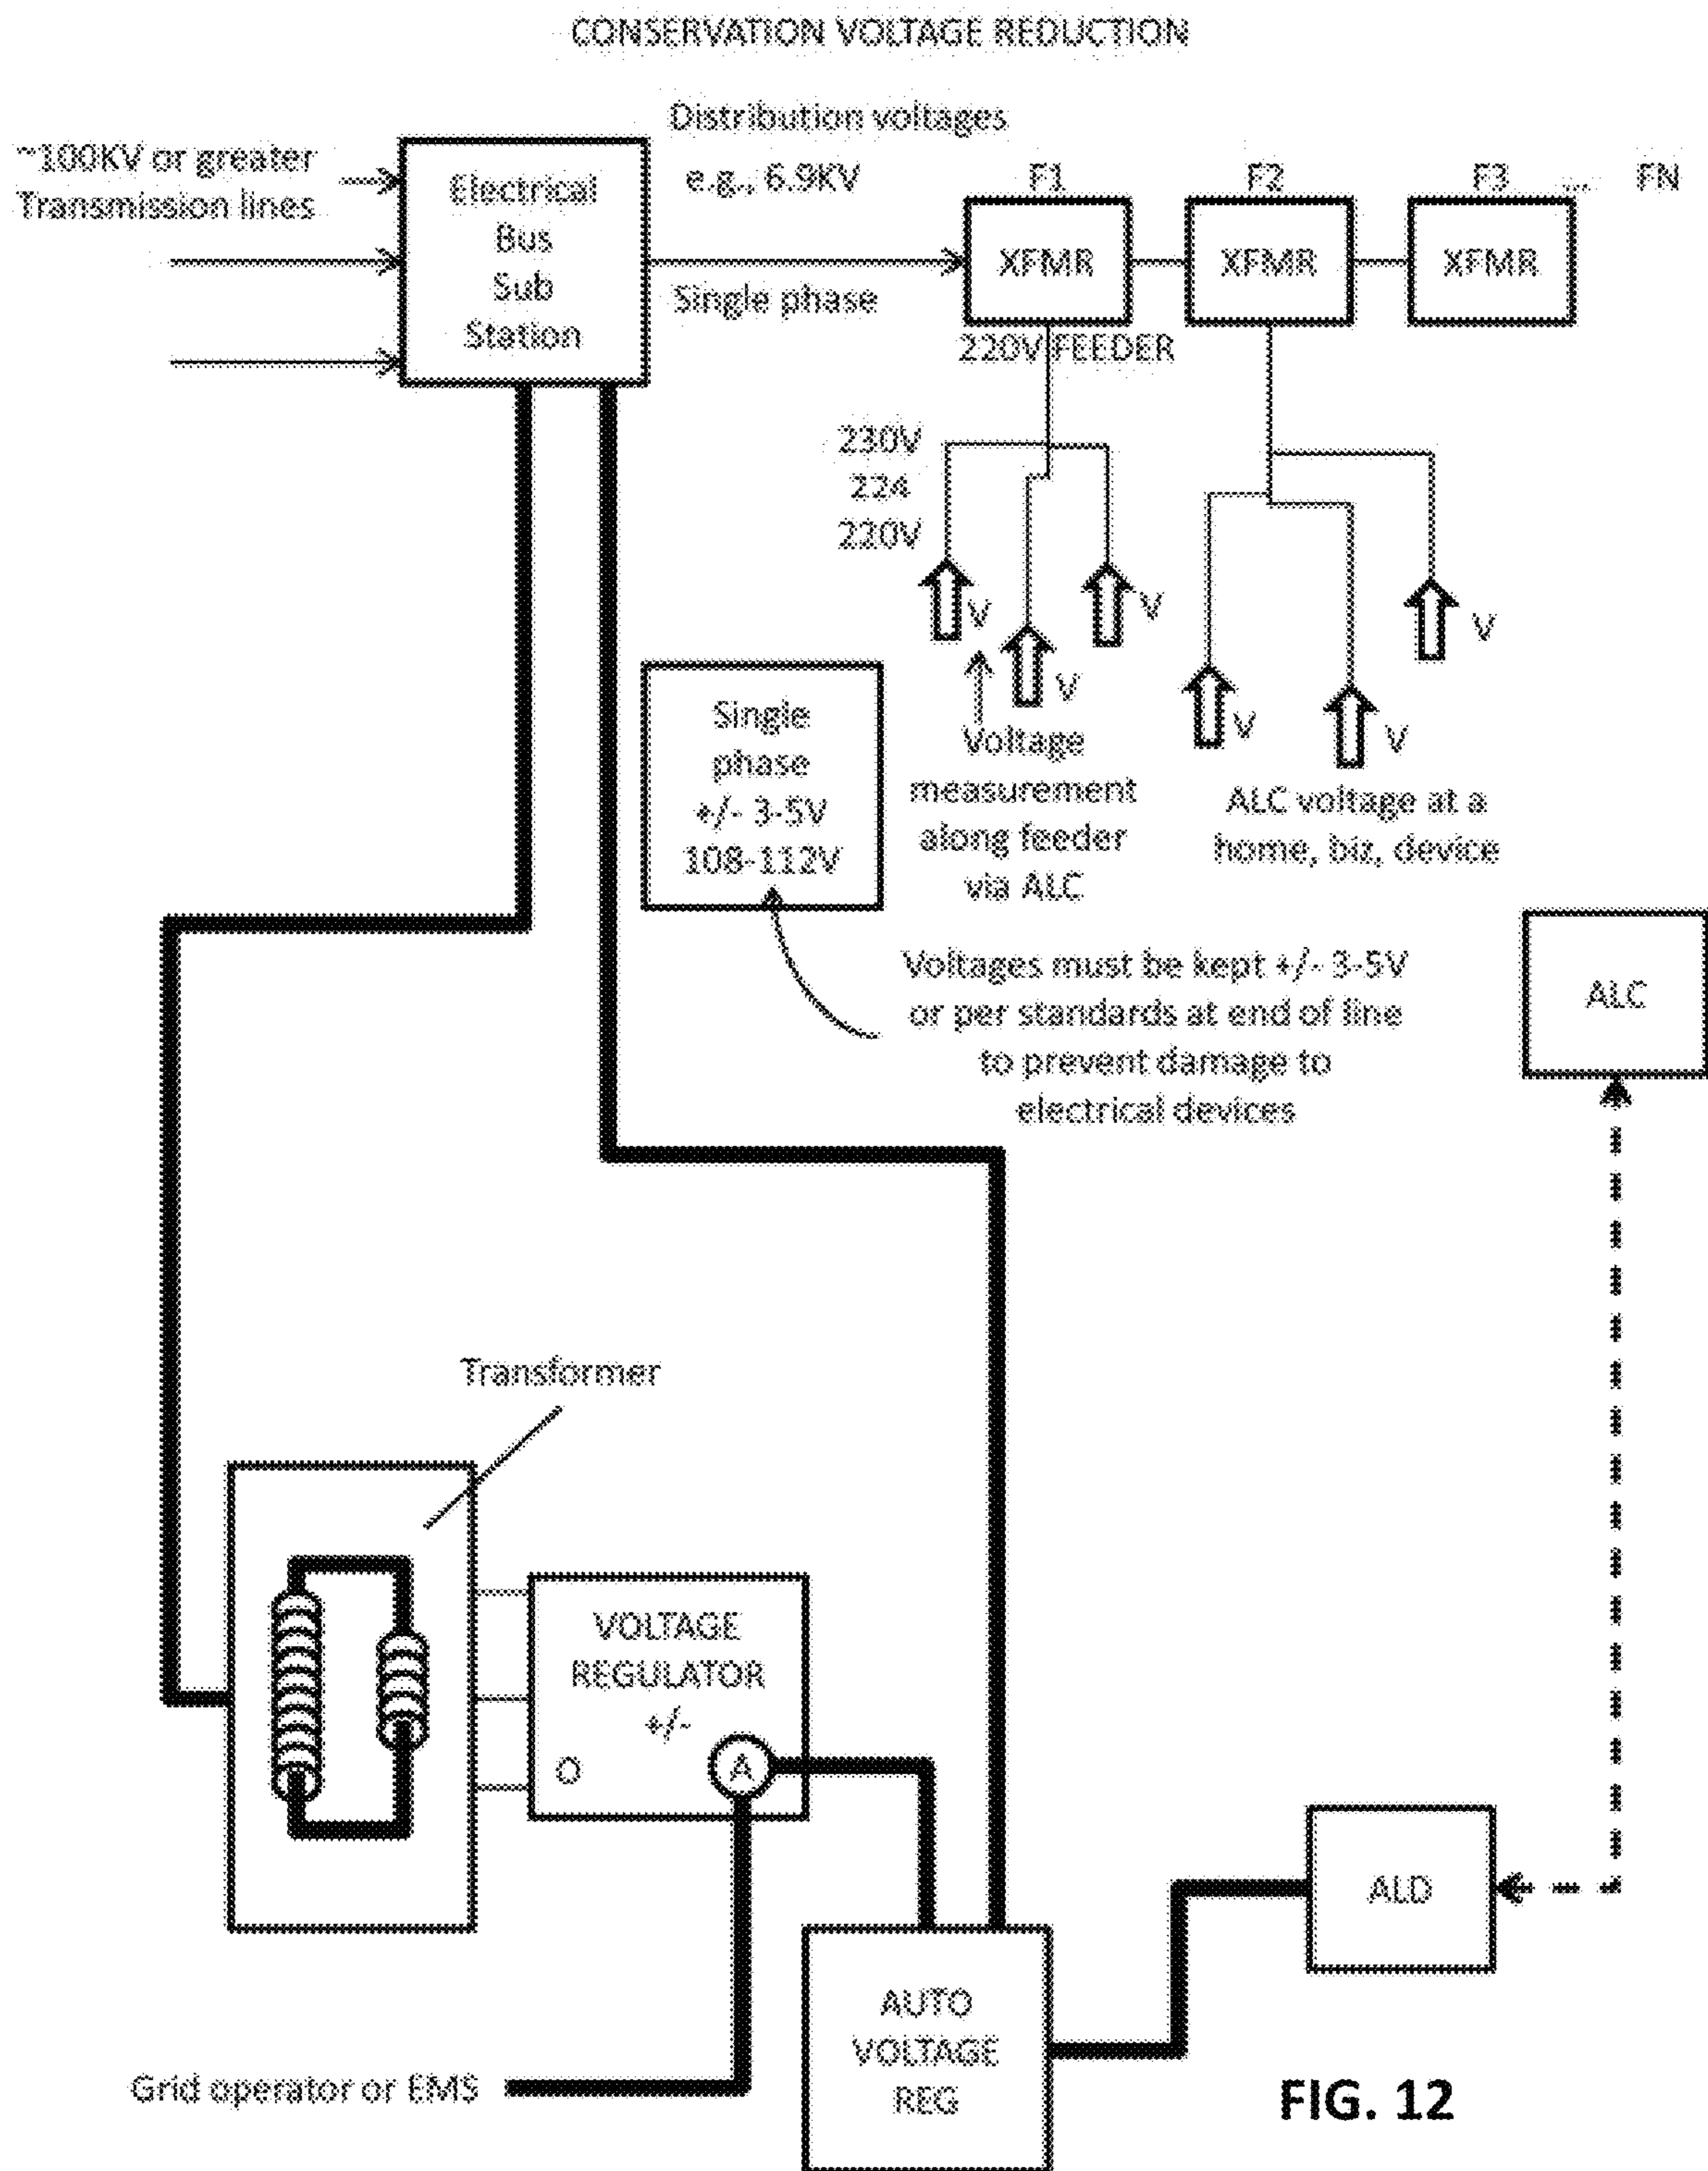 CONSERVATION VOLTAGE REDUCTION
~100KV or greater
Transmission lines
Electrical
Bus
Sub
Station
Distribution voltages
e.g., 6.9KV
Single phase
F1
F2
F3
...
FN
XFMR
XFMR
XFMR
220V FEEDER
230V
224
220V
V
V
V
V
V
V
Voltage
measurement
along feeder
via ALC
ALC voltage at a
home, biz, device
Single
phase
+/- 3-5V
108-112V
Voltages must be kept +/- 3-5V
or per standards at end of line
to prevent damage to
electrical devices
ALC
Transformer
VOLTAGE
REGULATOR
+/-
O
A
ALD
AUTO
VOLTAGE
REG
Grid operator or EMS
FIG. 12